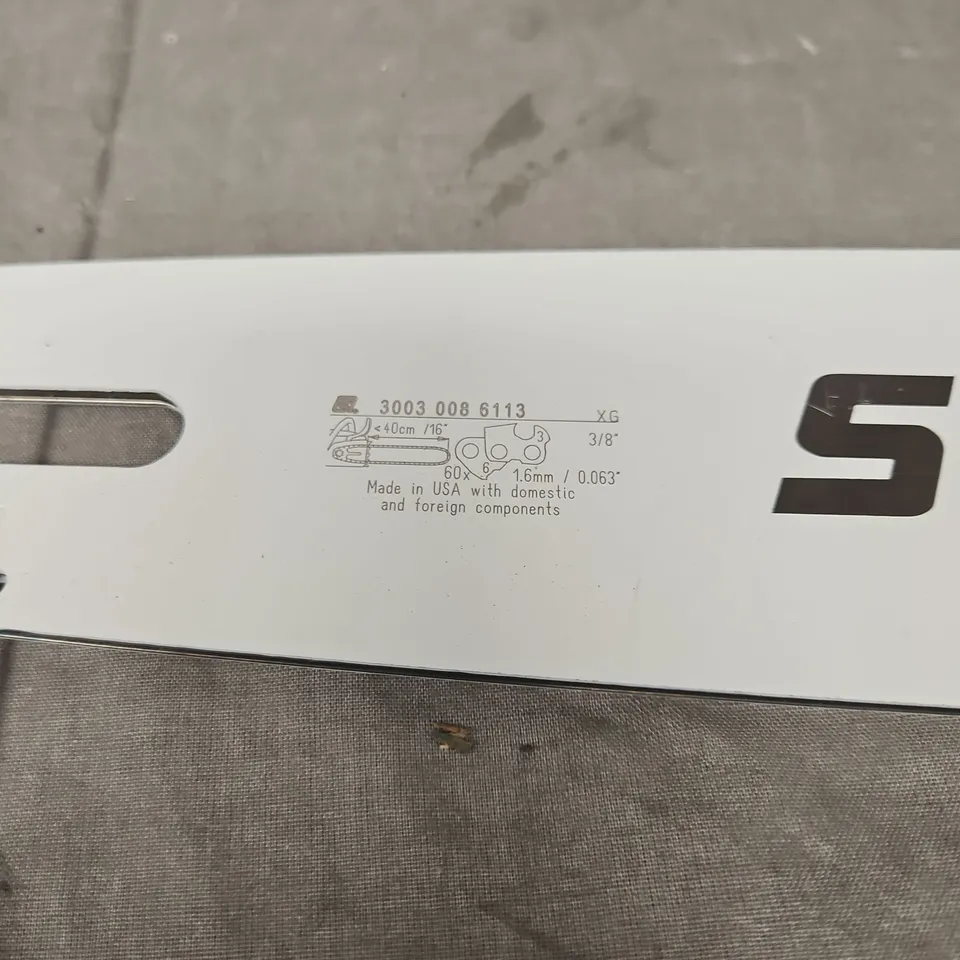 3003 008 6113 XG
<40cm /16" 3 3/8"
60x 6 1.6mm / 0.063"
Made in USA with domestic
and foreign components
S